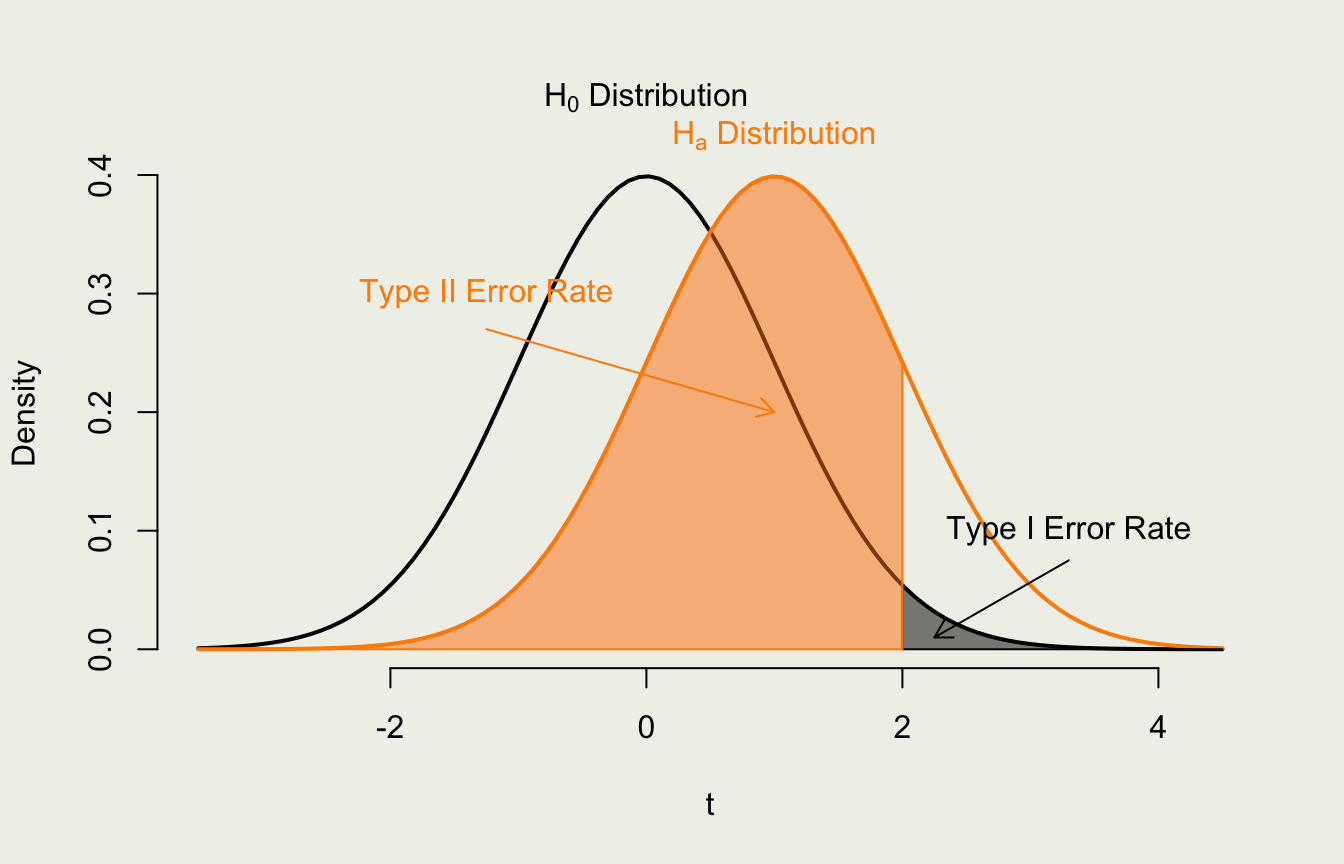 H₀ Distribution
Hₐ Distribution
0.4
0.3
0.2
0.1
0.0
Density
Type II Error Rate
Type I Error Rate
-2 0 2 4
t